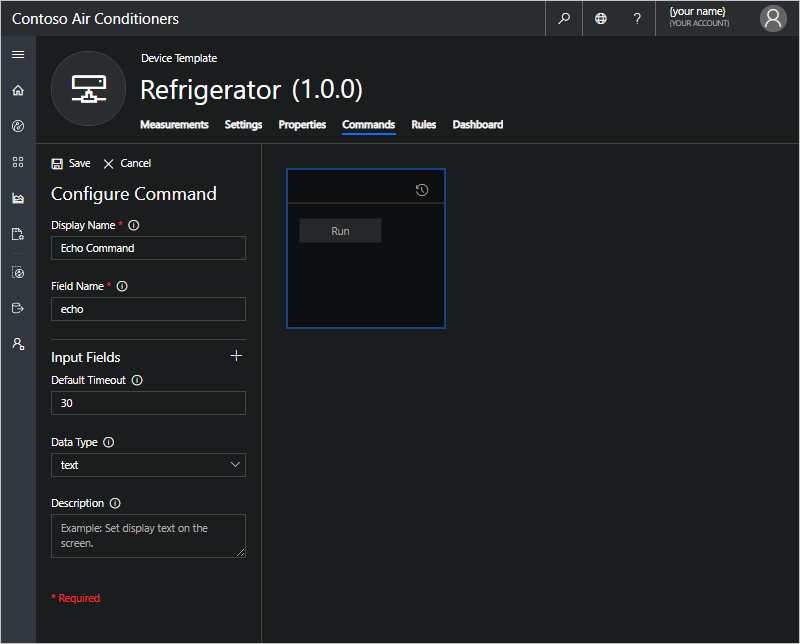 Contoso Air Conditioners
?
{your name}
(YOUR ACCOUNT)
Device Template
Refrigerator (1.0.0)
Measurements Settings Properties Commands Rules Dashboard
Save Cancel
Configure Command
Display Name *
Echo Command
Field Name *
echo
Input Fields
Default Timeout
30
Data Type
text
Description
Example: Set display text on the
screen.
* Required
Run